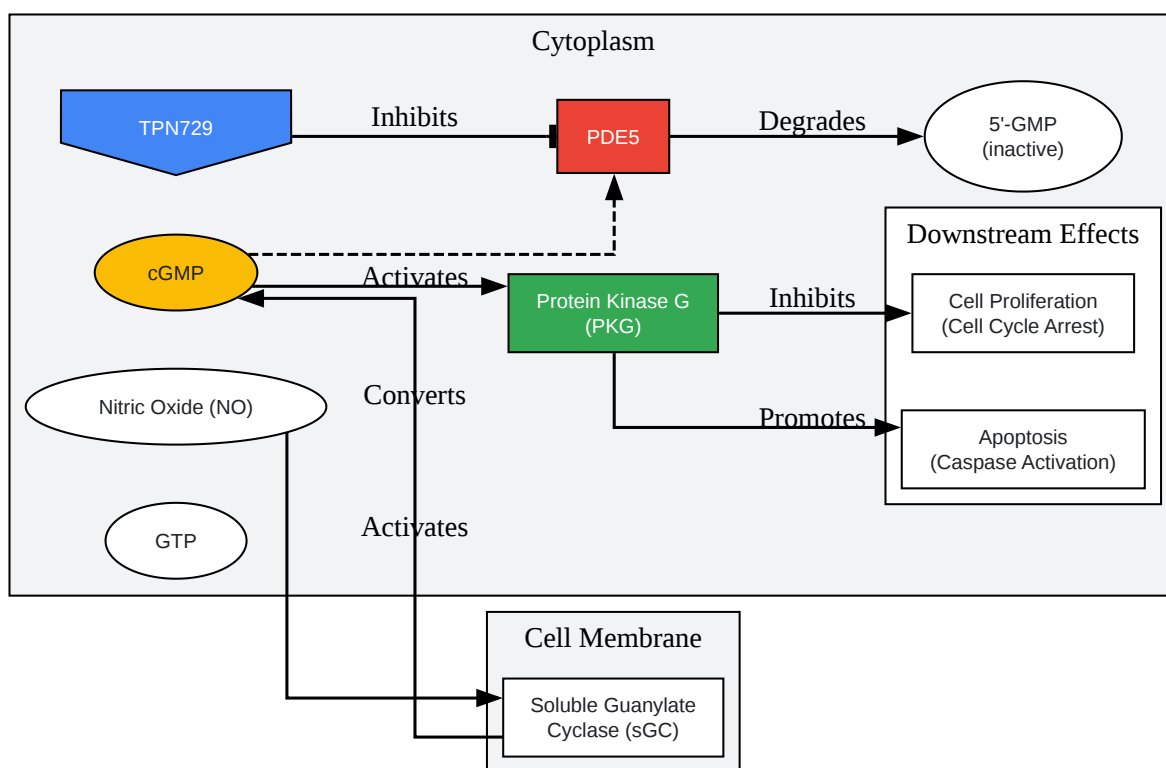 Cytoplasm
TPN729
Inhibits
PDE5
Degrades
5'-GMP
(inactive)
cGMP
Activates
Protein Kinase G
(PKG)
Inhibits
Downstream Effects
Cell Proliferation
(Cell Cycle Arrest)
Nitric Oxide (NO)
Converts
Promotes
Apoptosis
(Caspase Activation)
GTP
Activates
Cell Membrane
Soluble Guanylate
Cyclase (sGC)